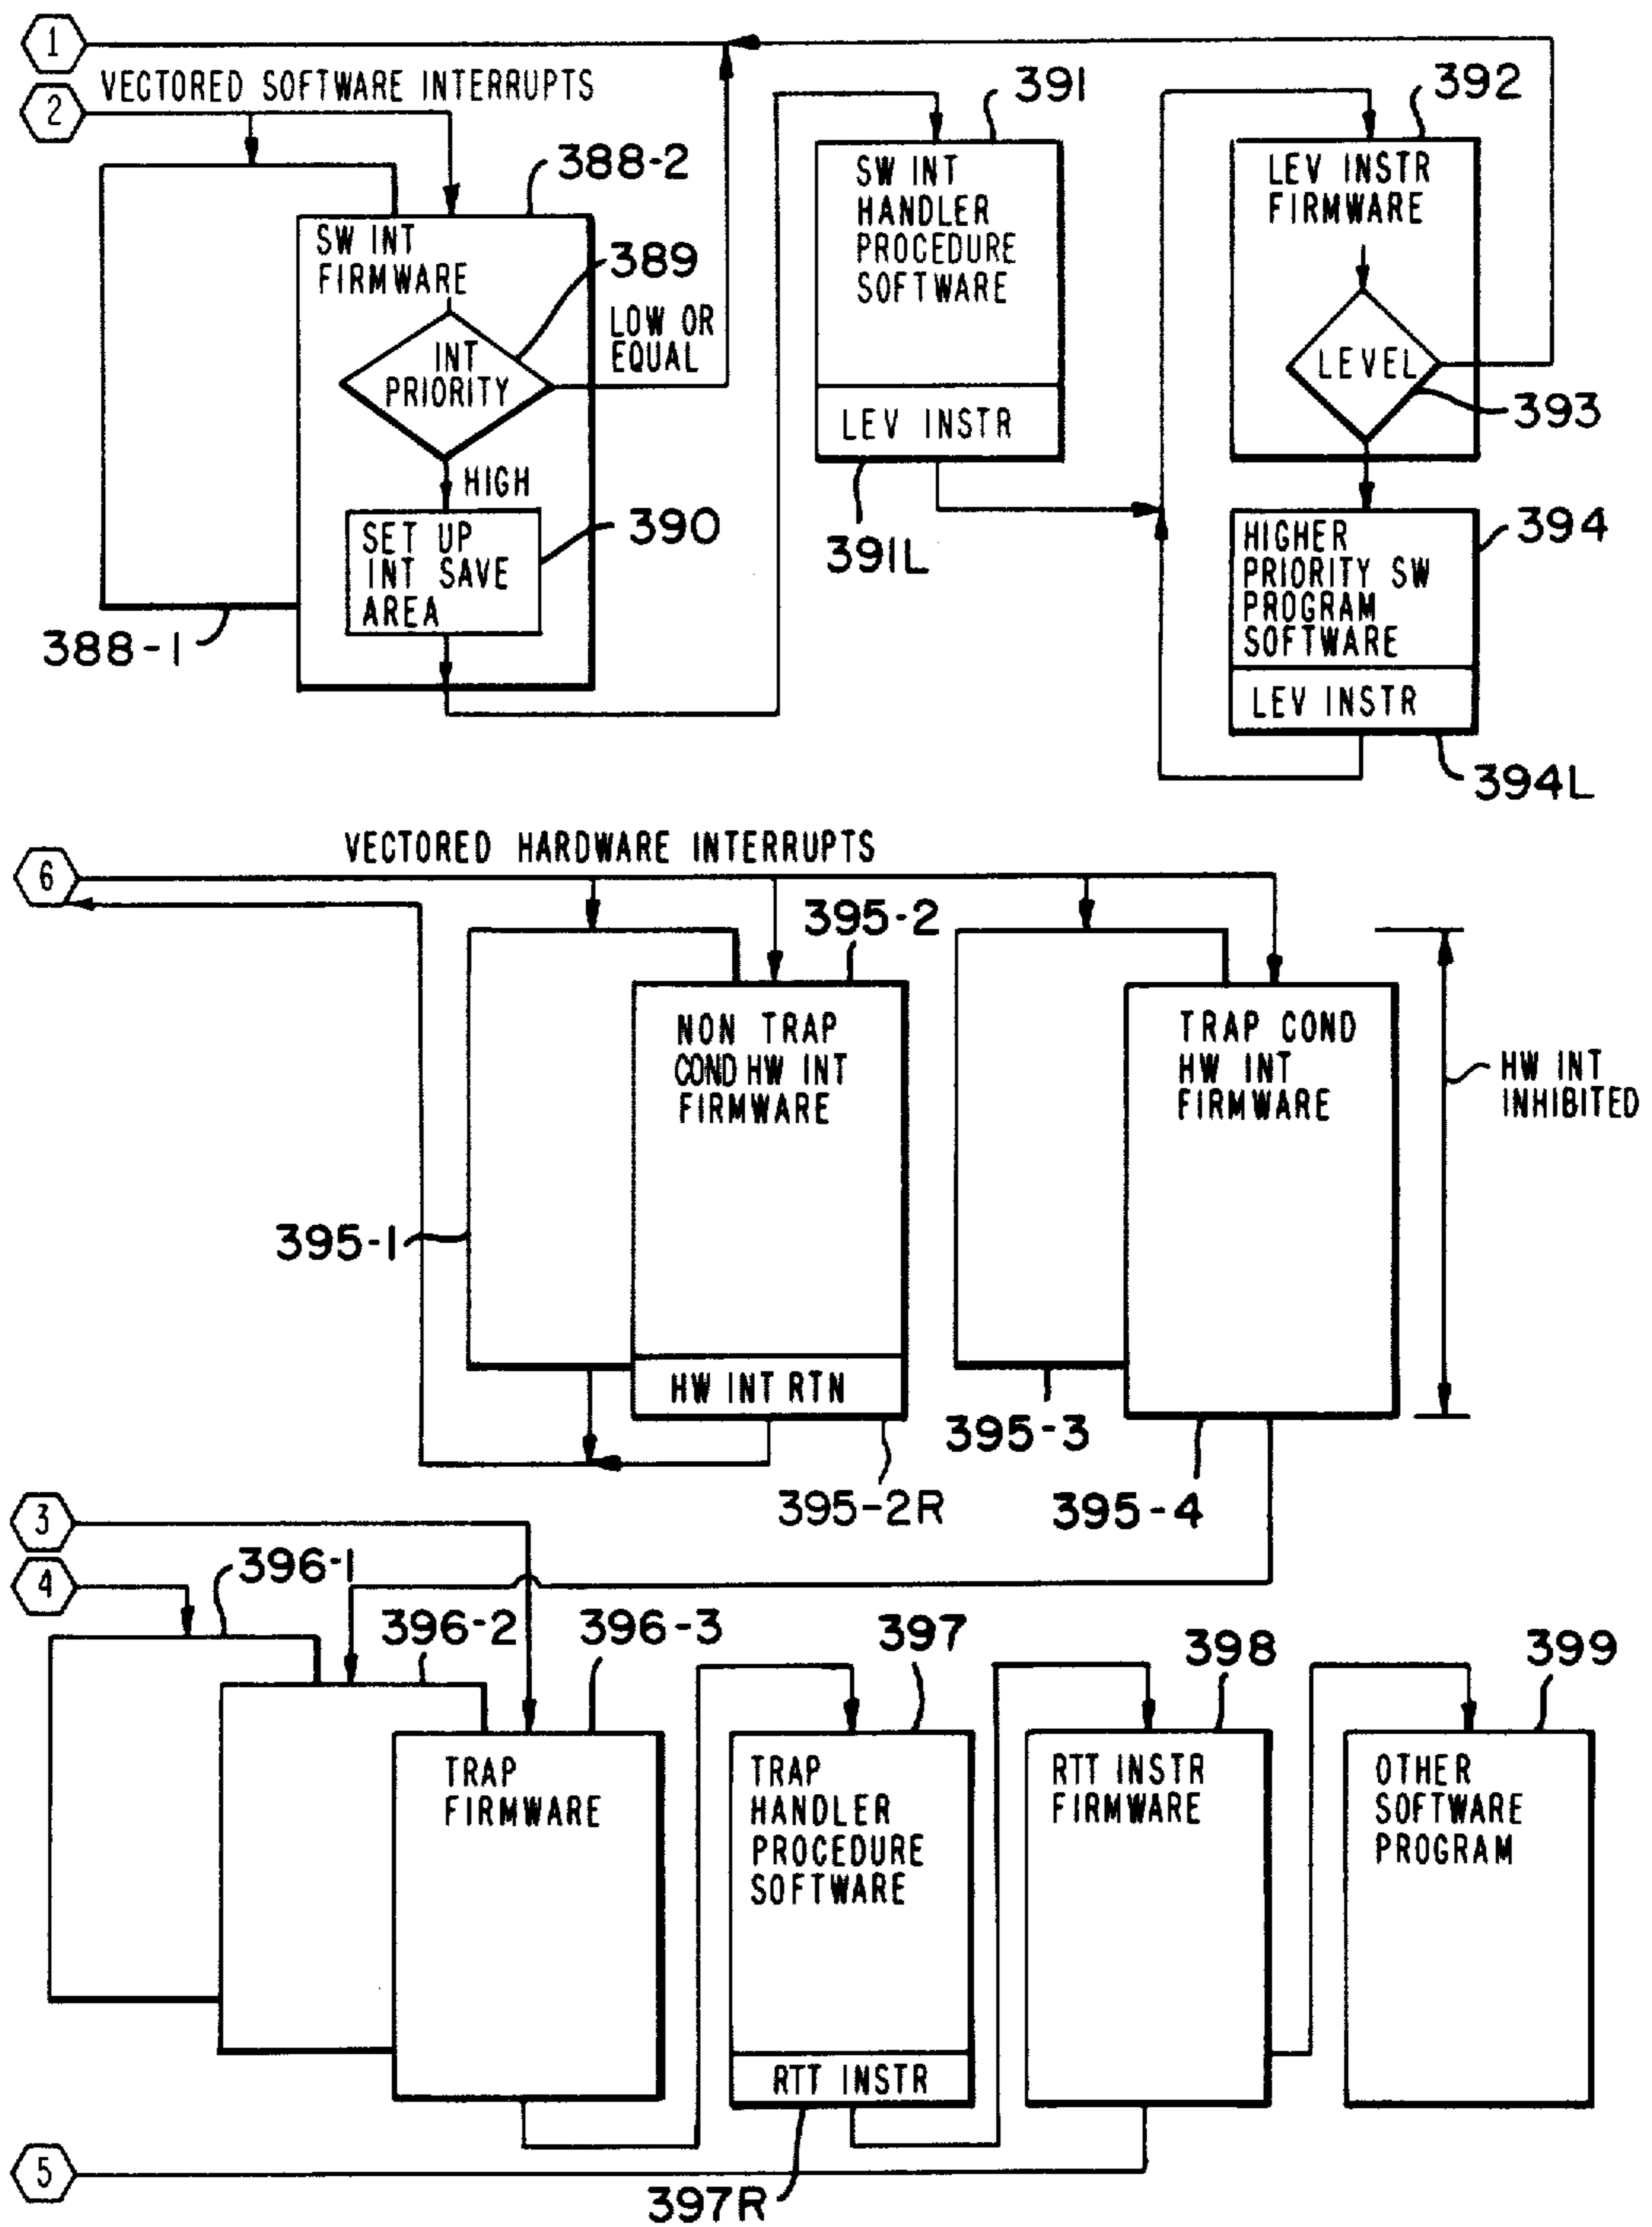 1
VECTORED SOFTWARE INTERRUPTS
2
388-2
SW INT
FIRMWARE
389
LOW OR
EQUAL
INT
PRIORITY
HIGH
390
SET UP
INT SAVE
AREA
388-1
391
SW INT
HANDLER
PROCEDURE
SOFTWARE
LEV INSTR
391L
392
LEV INSTR
FIRMWARE
LEVEL
393
394
HIGHER
PRIORITY SW
PROGRAM
SOFTWARE
LEV INSTR
394L
VECTORED HARDWARE INTERRUPTS
6
395-2
NON TRAP
COND HW INT
FIRMWARE
TRAP COND
HW INT
FIRMWARE
HW INT
INHIBITED
395-1
HW INT RTN
395-3
395-2R
395-4
3
4
396-1
396-2
396-3
397
398
399
TRAP
FIRMWARE
TRAP
HANDLER
PROCEDURE
SOFTWARE
RTT INSTR
FIRMWARE
OTHER
SOFTWARE
PROGRAM
RTT INSTR
5
397R